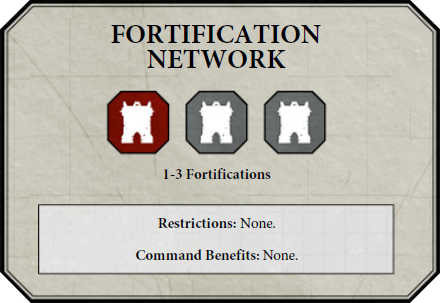 FORTIFICATION
NETWORK
1-3 Fortifications
Restrictions: None.
Command Benefits: None.